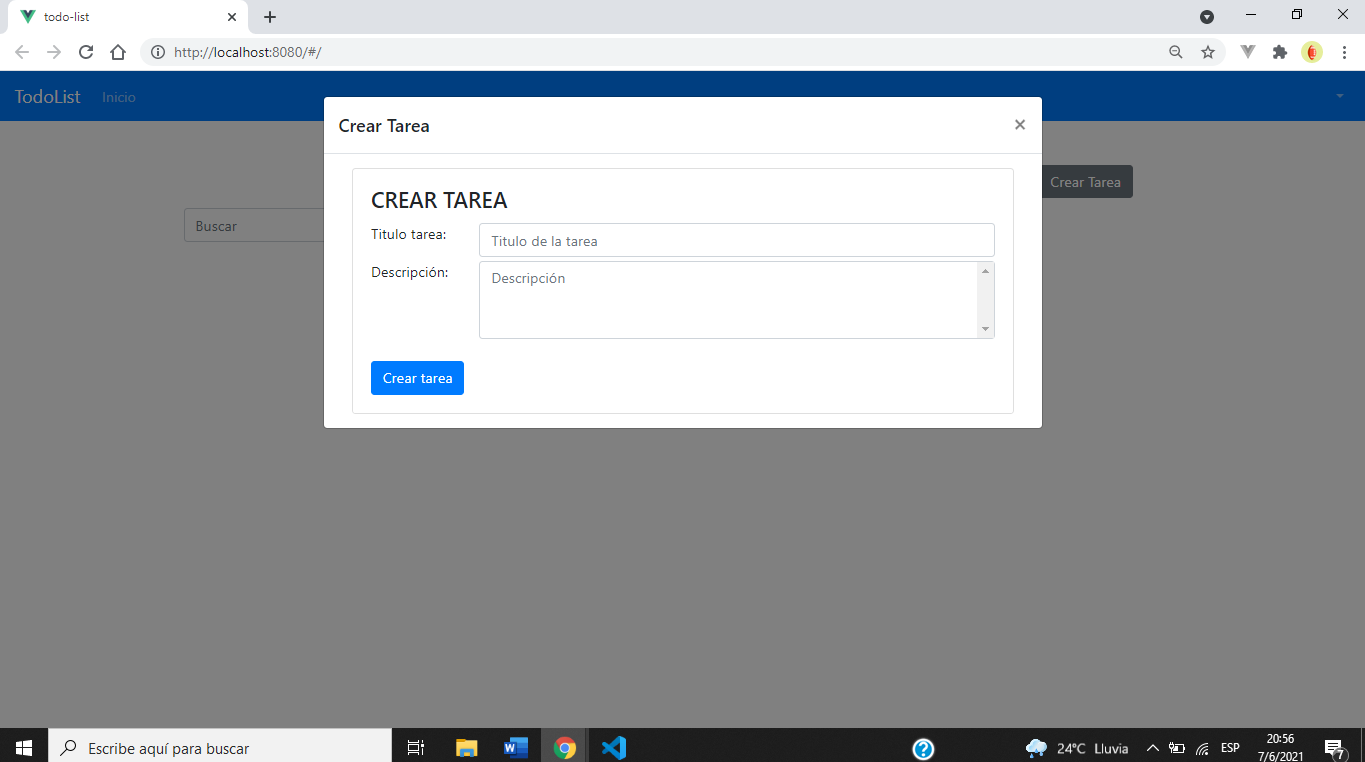 todo-list
http://localhost:8080/#/
TodoList Inicio
Crear Tarea
Crear Tarea
CREAR TAREA
Buscar
Titulo tarea: Titulo de la tarea
Descripción: Descripción
Crear tarea
Escribe aquí para buscar
24°C Lluvia
ESP
20:56
7/6/2021
7